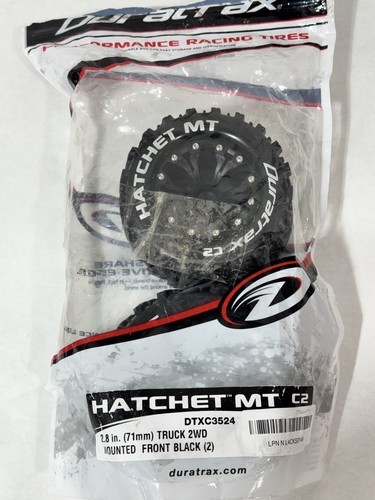 Duratrax
PERFORMANCE RACING TIRES
HATCHET MT
Duratrax C2
SHARE
HATCHET MT C2
DTXC3524
2.8 in. (71mm) TRUCK 2WD
MOUNTED FRONT BLACK (2)
duratrax.com